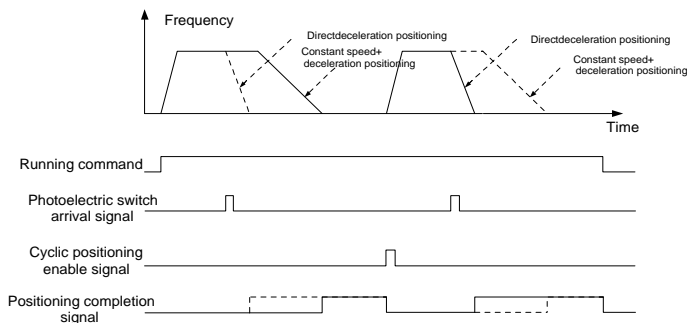 Frequency
Directdeceleration positioning
Constant speed+
deceleration positioning
Directdeceleration positioning
Constant speed+
deceleration positioning
Time
Running command
Photoelectric switch
arrival signal
Cyclic positioning
enable signal
Positioning completion
signal